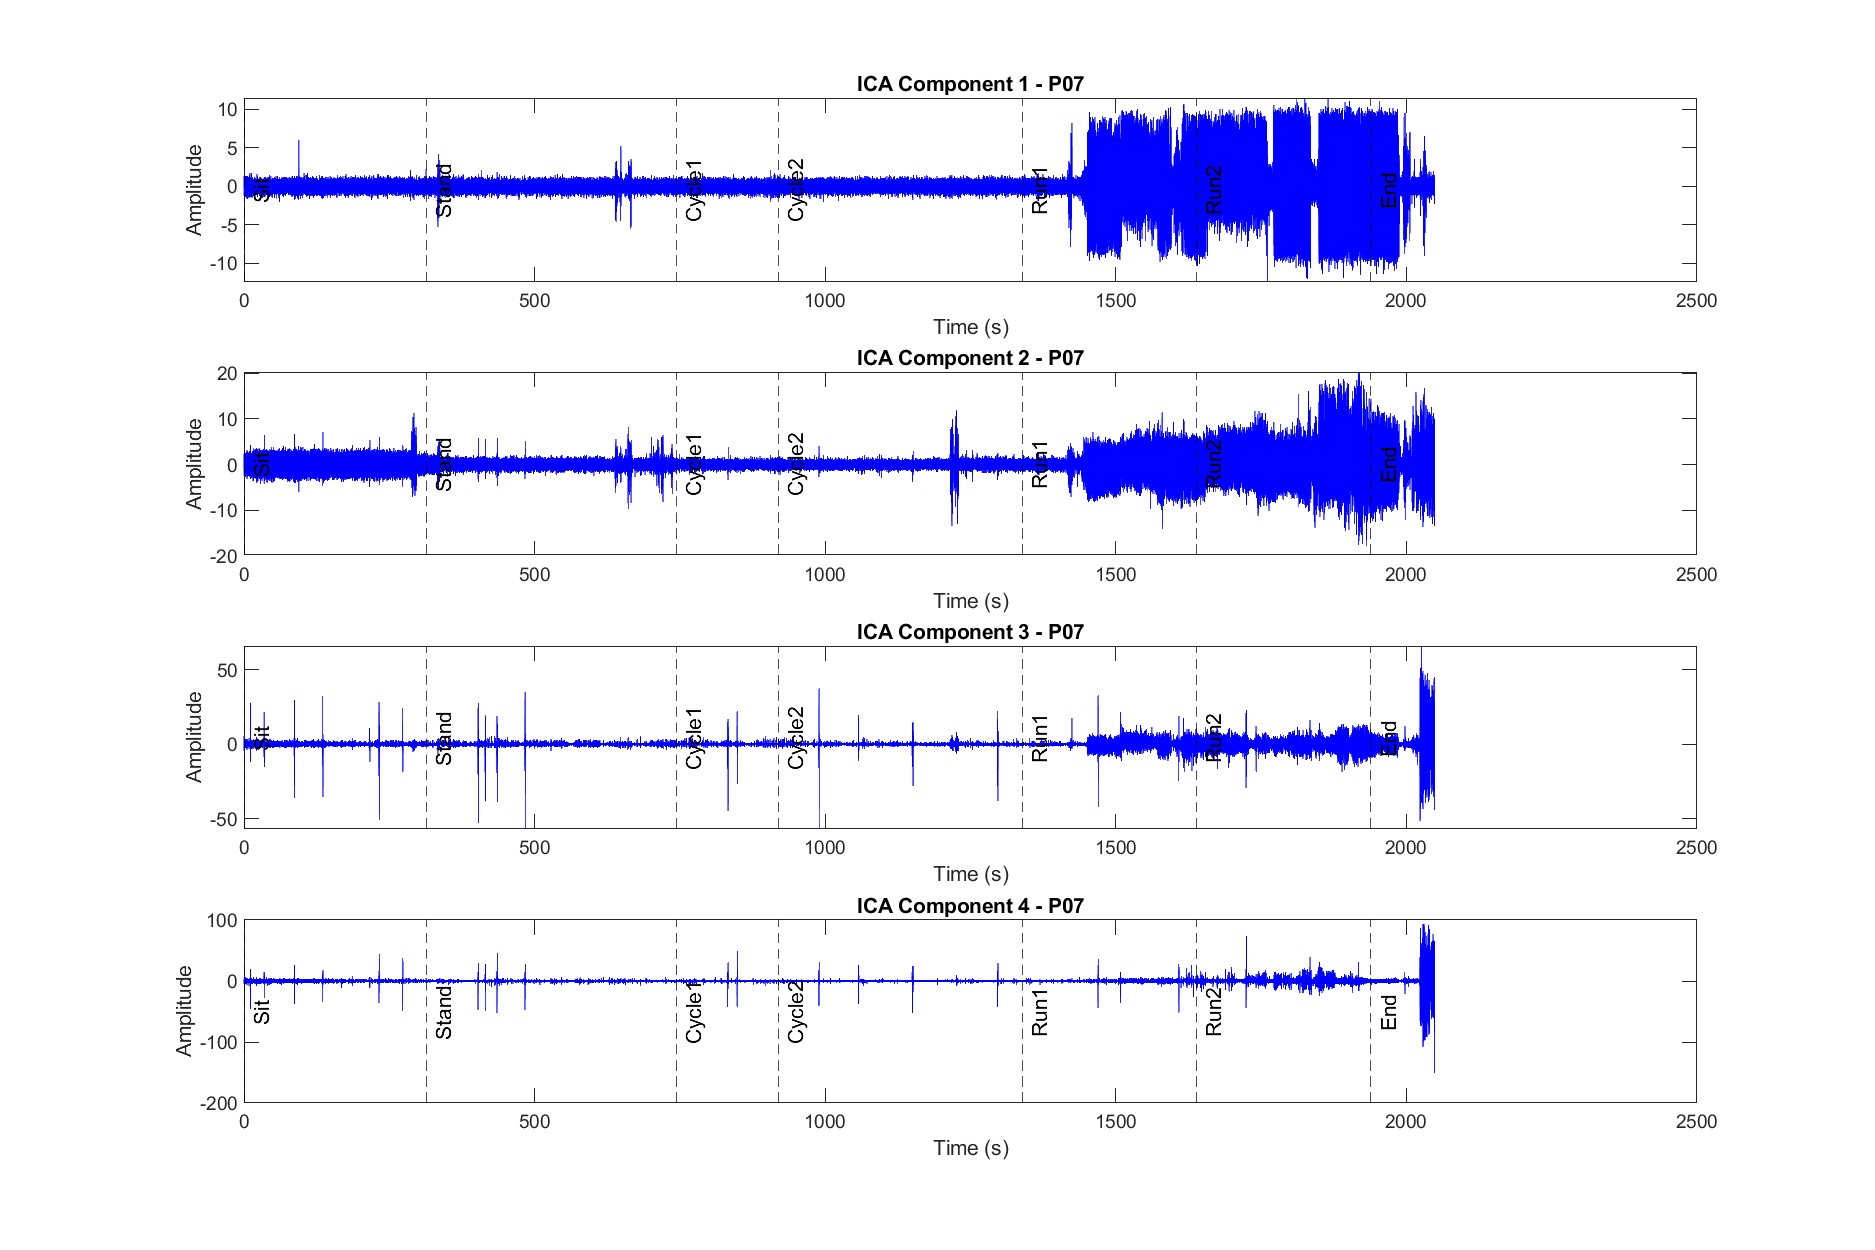 ICA Component 1 - P07
Amplitude
10
5
0
-5
-10
Sit
Stand
Cycle1
Cycle2
Run1
Run2
End
0 500 1000 1500 2000 2500
Time (s)
ICA Component 2 - P07
Amplitude
20
10
0
-10
-20
Sit
Stand
Cycle1
Cycle2
Run1
Run2
End
0 500 1000 1500 2000 2500
Time (s)
ICA Component 3 - P07
Amplitude
50
0
-50
Sit
Stand
Cycle1
Cycle2
Run1
Run2
End
0 500 1000 1500 2000 2500
Time (s)
ICA Component 4 - P07
Amplitude
100
0
-100
-200
Sit
Stand
Cycle1
Cycle2
Run1
Run2
End
0 500 1000 1500 2000 2500
Time (s)